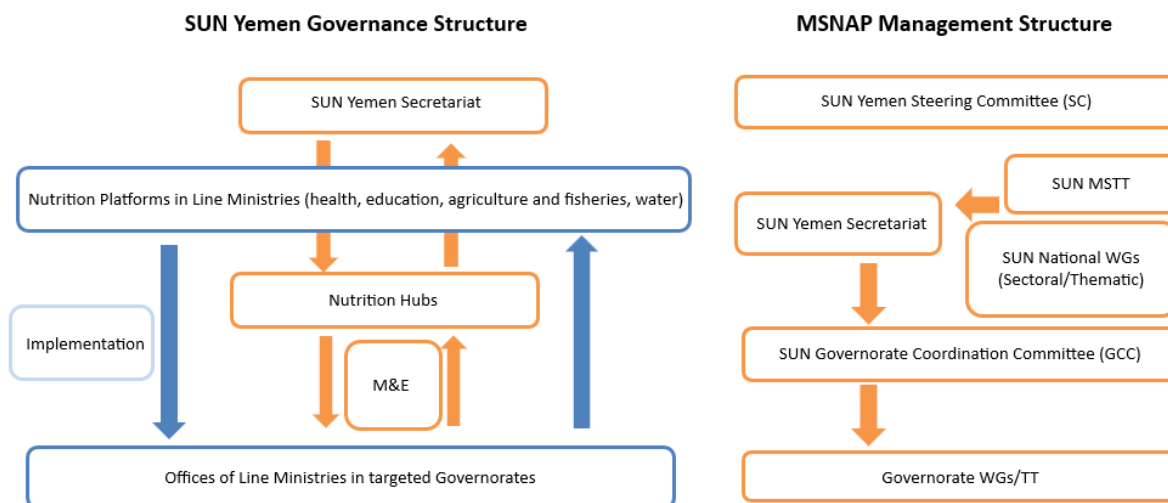 SUN Yemen Governance Structure
SUN Yemen Secretariat
Nutrition Platforms in Line Ministries (health, education, agriculture and fisheries, water)
Nutrition Hubs
Implementation
M&E
Offices of Line Ministries in targeted Governorates
MSNAP Management Structure
SUN Yemen Steering Committee (SC)
SUN MSTT
SUN Yemen Secretariat
SUN National WGs
(Sectoral/Thematic)
SUN Governorate Coordination Committee (GCC)
Governorate WGs/TT